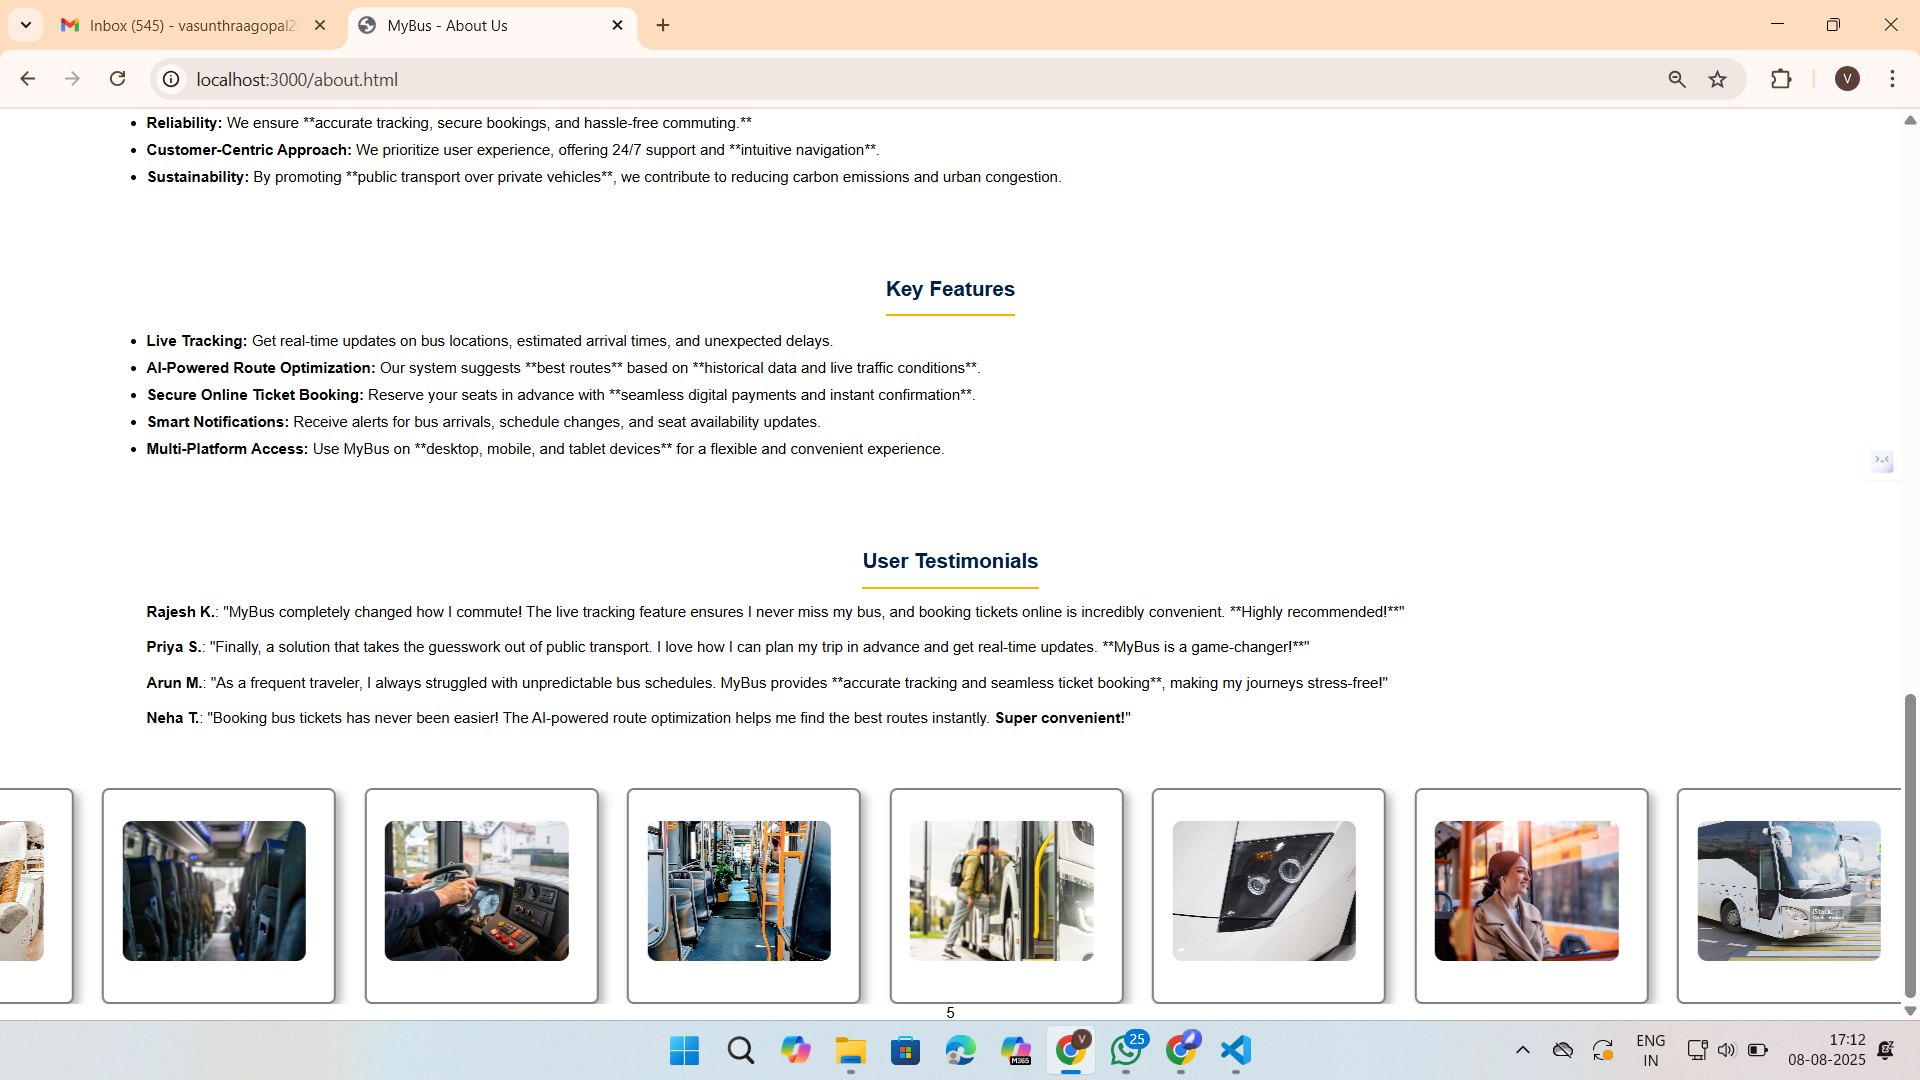 Inbox (545) - vasunthraagopal2
MyBus - About Us
localhost:3000/about.html
V
Reliability: We ensure **accurate tracking, secure bookings, and hassle-free commuting.**
Customer-Centric Approach: We prioritize user experience, offering 24/7 support and **intuitive navigation**.
Sustainability: By promoting **public transport over private vehicles**, we contribute to reducing carbon emissions and urban congestion.
Key Features
Live Tracking: Get real-time updates on bus locations, estimated arrival times, and unexpected delays.
AI-Powered Route Optimization: Our system suggests **best routes** based on **historical data and live traffic conditions**.
Secure Online Ticket Booking: Reserve your seats in advance with **seamless digital payments and instant confirmation**.
Smart Notifications: Receive alerts for bus arrivals, schedule changes, and seat availability updates.
Multi-Platform Access: Use MyBus on **desktop, mobile, and tablet devices** for a flexible and convenient experience.
User Testimonials
Rajesh K.: "MyBus completely changed how I commute! The live tracking feature ensures I never miss my bus, and booking tickets online is incredibly convenient. **Highly recommended!**"
Priya S.: "Finally, a solution that takes the guesswork out of public transport. I love how I can plan my trip in advance and get real-time updates. **MyBus is a game-changer!**"
Arun M.: "As a frequent traveler, I always struggled with unpredictable bus schedules. MyBus provides **accurate tracking and seamless ticket booking**, making my journeys stress-free!"
Neha T.: "Booking bus tickets has never been easier! The AI-powered route optimization helps me find the best routes instantly. Super convenient!"
iStock
5
M365
V
25
ENG
IN
17:12
08-08-2025